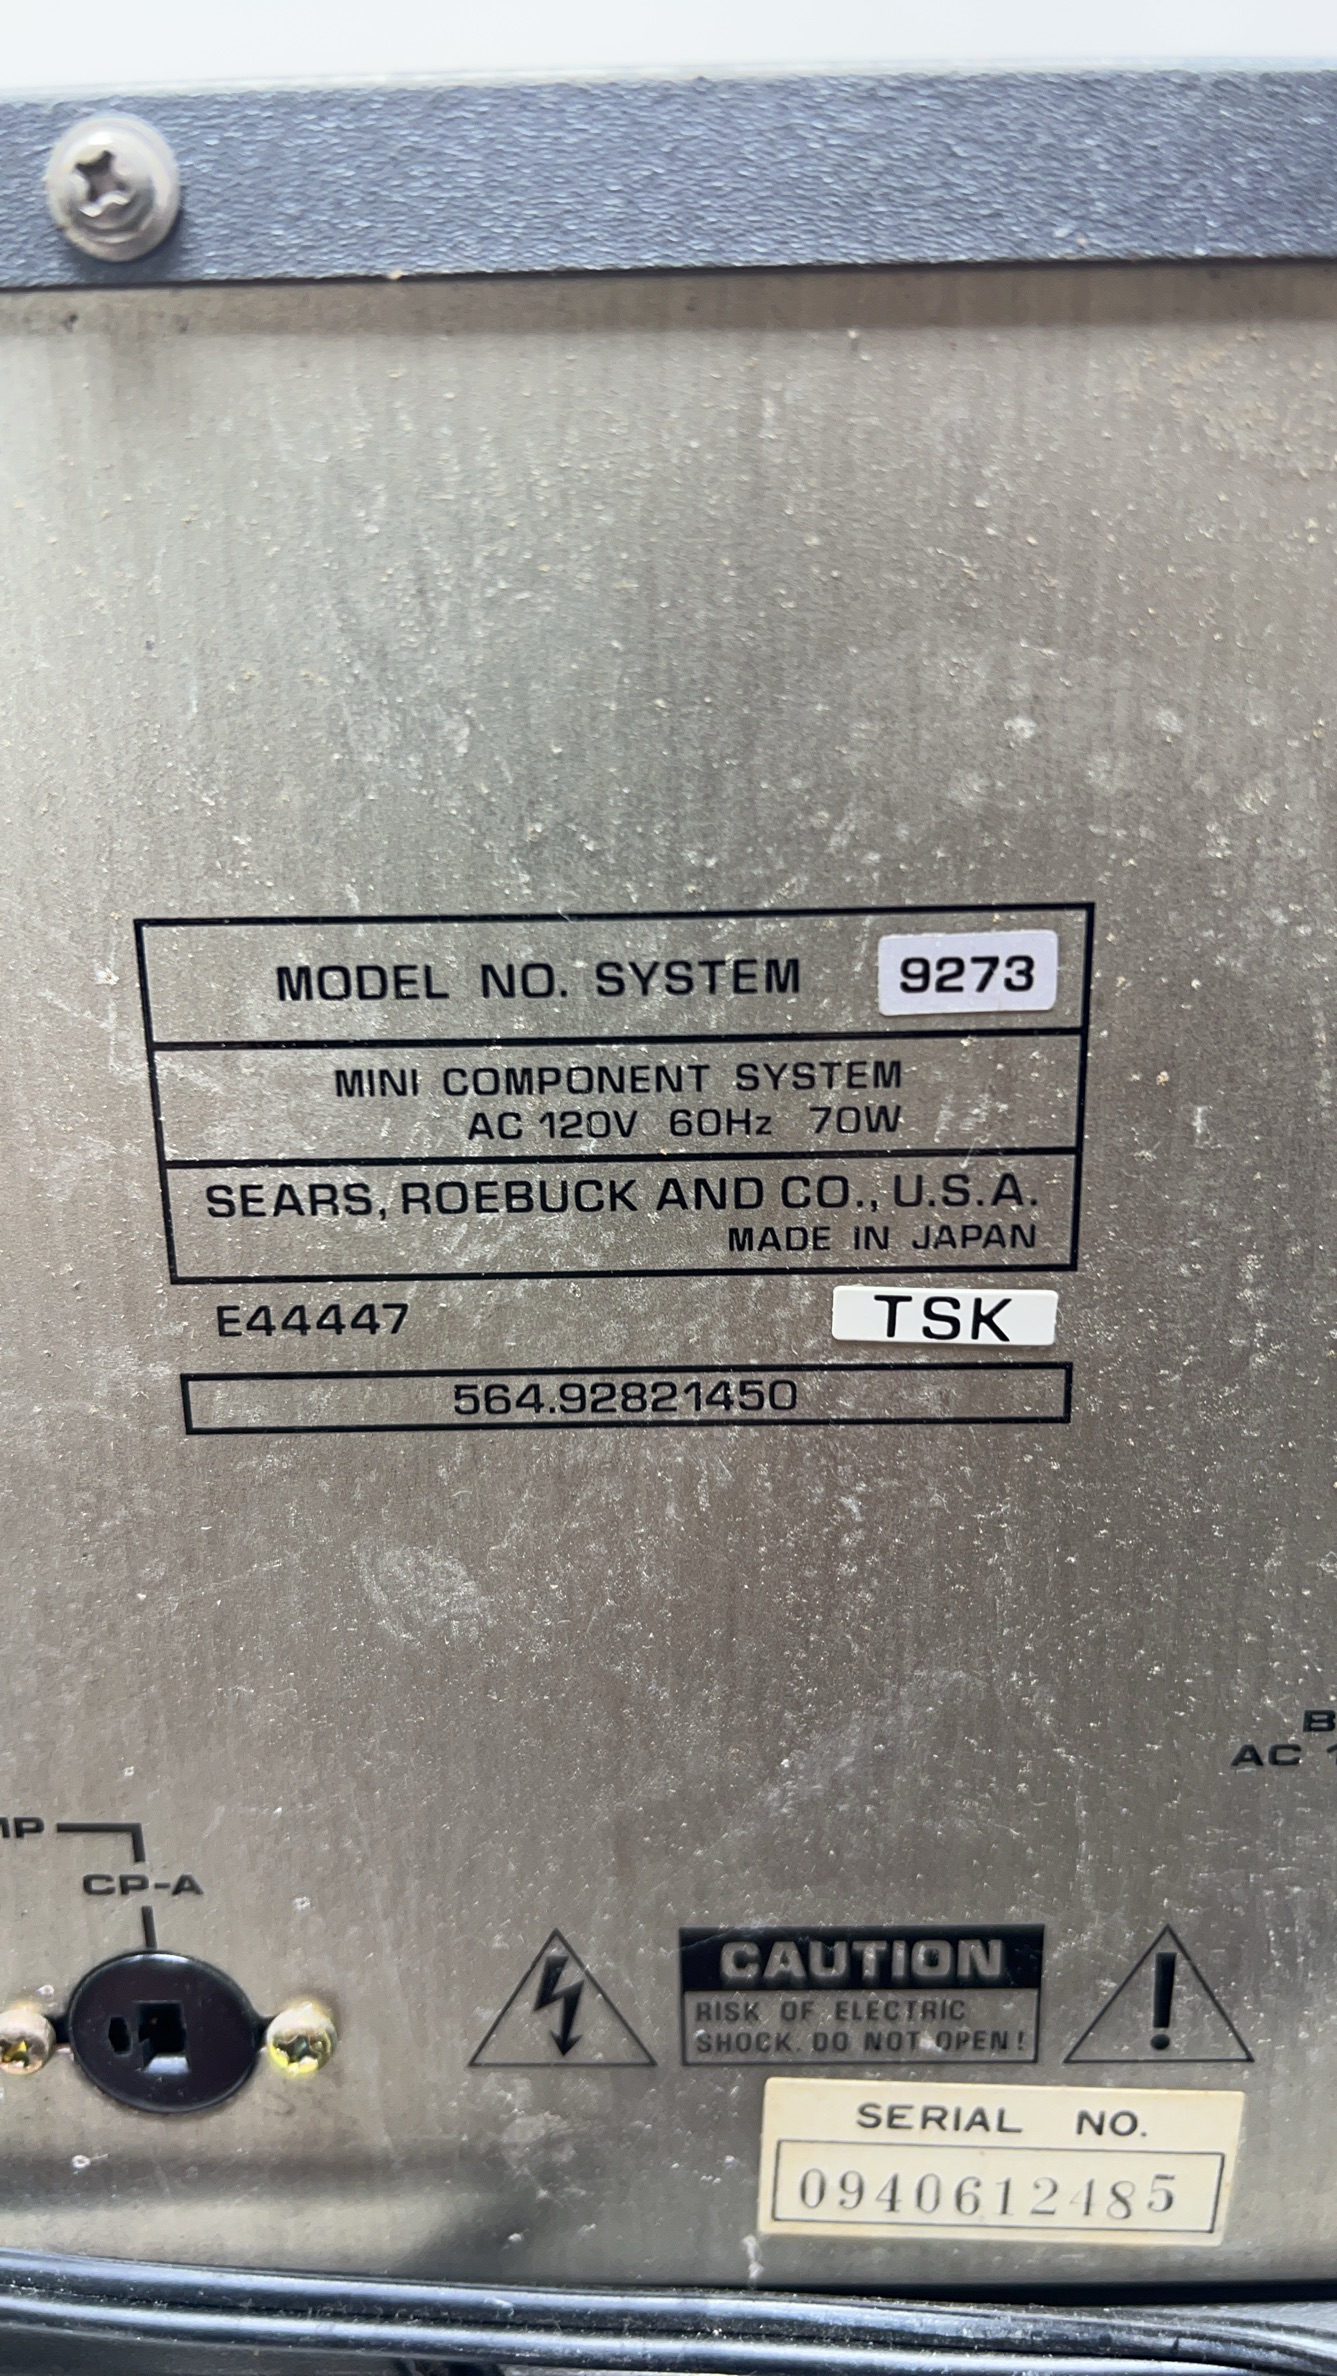 MODEL NO. SYSTEM 9273
MINI COMPONENT SYSTEM
AC 120V 60Hz 70W
SEARS, ROEBUCK AND CO., U.S.A.
MADE IN JAPAN
E44447 TSK
564.92821450
AC
CP-A
CAUTION
RISK OF ELECTRIC
SHOCK. DO NOT OPEN!
SERIAL NO.
0940612485